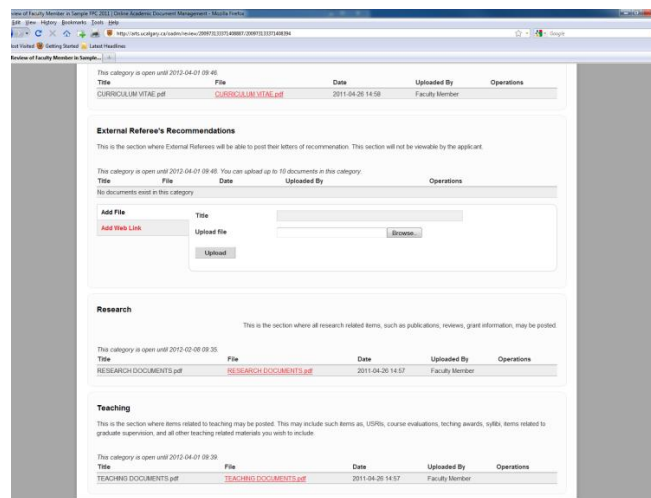 view of Faculty Member in Sample FPC 2011 | Online Academic Document Management - Mozilla Firefox
Edit View History Bookmarks Tools Help
Google
Most Visited Getting Started Latest Headlines
Review of Faculty Member in Sample...
This category is open until 2012-04-01 09:46.
Title File Date Uploaded By Operations
CURRICULUM VITAE.pdf CURRICULUM VITAE.pdf 2011-04-26 14:58 Faculty Member
External Referee's Recommendations
This is the section where External Referees will be able to post their letters of recommenation. This section will not be viewable by the applicant.
This category is open until 2012-04-01 09:48. You can upload up to 10 documents in this category.
Title File Date Uploaded By Operations
No documents exist in this category
Add File
Add Web Link
Title
Upload file Browse...
Upload
Research
This is the section where all research related items, such as publications, reviews, grant information, may be posted.
This category is open until 2012-02-08 09:35.
Title File Date Uploaded By Operations
RESEARCH DOCUMENTS.pdf RESEARCH DOCUMENTS.pdf 2011-04-26 14:57 Faculty Member
Teaching
This is the section where items related to teaching may be posted. This may include such items as, USRIs, course evaluations, teching awards, syllibi, items related to
graduate supervision, and all other teaching related materials you wish to include.
This category is open until 2012-04-01 09:39.
Title File Date Uploaded By Operations
TEACHING DOCUMENTS.pdf TEACHING DOCUMENTS.pdf 2011-04-26 14:57 Faculty Member